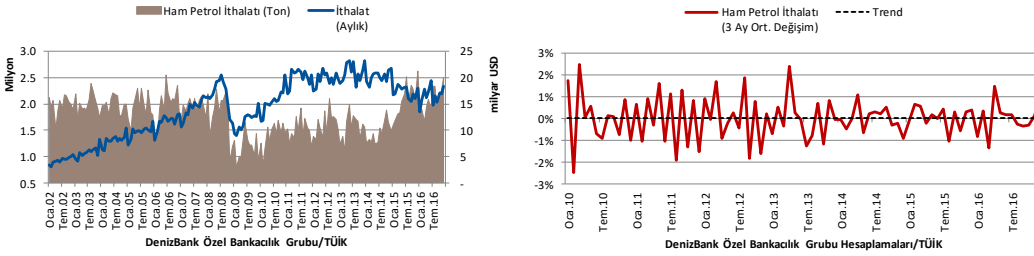 Ham Petrol İthalatı (Ton)
İthalat
(Aylık)
Milyon
3.0
2.5
2.0
1.5
1.0
0.5
25
20
15
10
5
-
milyar USD
Oca.02
Tem.02
Oca.03
Tem.03
Oca.04
Tem.04
Oca.05
Tem.05
Oca.06
Tem.06
Oca.07
Tem.07
Oca.08
Tem.08
Oca.09
Tem.09
Oca.10
Tem.10
Oca.11
Tem.11
Oca.12
Tem.12
Oca.13
Tem.13
Oca.14
Tem.14
Oca.15
Tem.15
Oca.16
Tem.16
DenizBank Özel Bankacılık Grubu/TÜİK
Ham Petrol İthalatı
(3 Ay Ort. Değişim)
Trend
3%
2%
1%
0%
-1%
-2%
-3%
Oca.10
Tem.10
Oca.11
Tem.11
Oca.12
Tem.12
Oca.13
Tem.13
Oca.14
Tem.14
Oca.15
Tem.15
Oca.16
Tem.16
DenizBank Özel Bankacılık Grubu Hesaplamaları/TÜİK